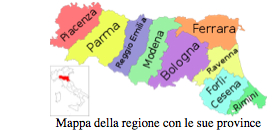 Piacenza
Parma
Reggio Emilia
Modena
Bologna
Ferrara
Ravenna
Forlì-
Cesena
Rimini
Mappa della regione con le sue province